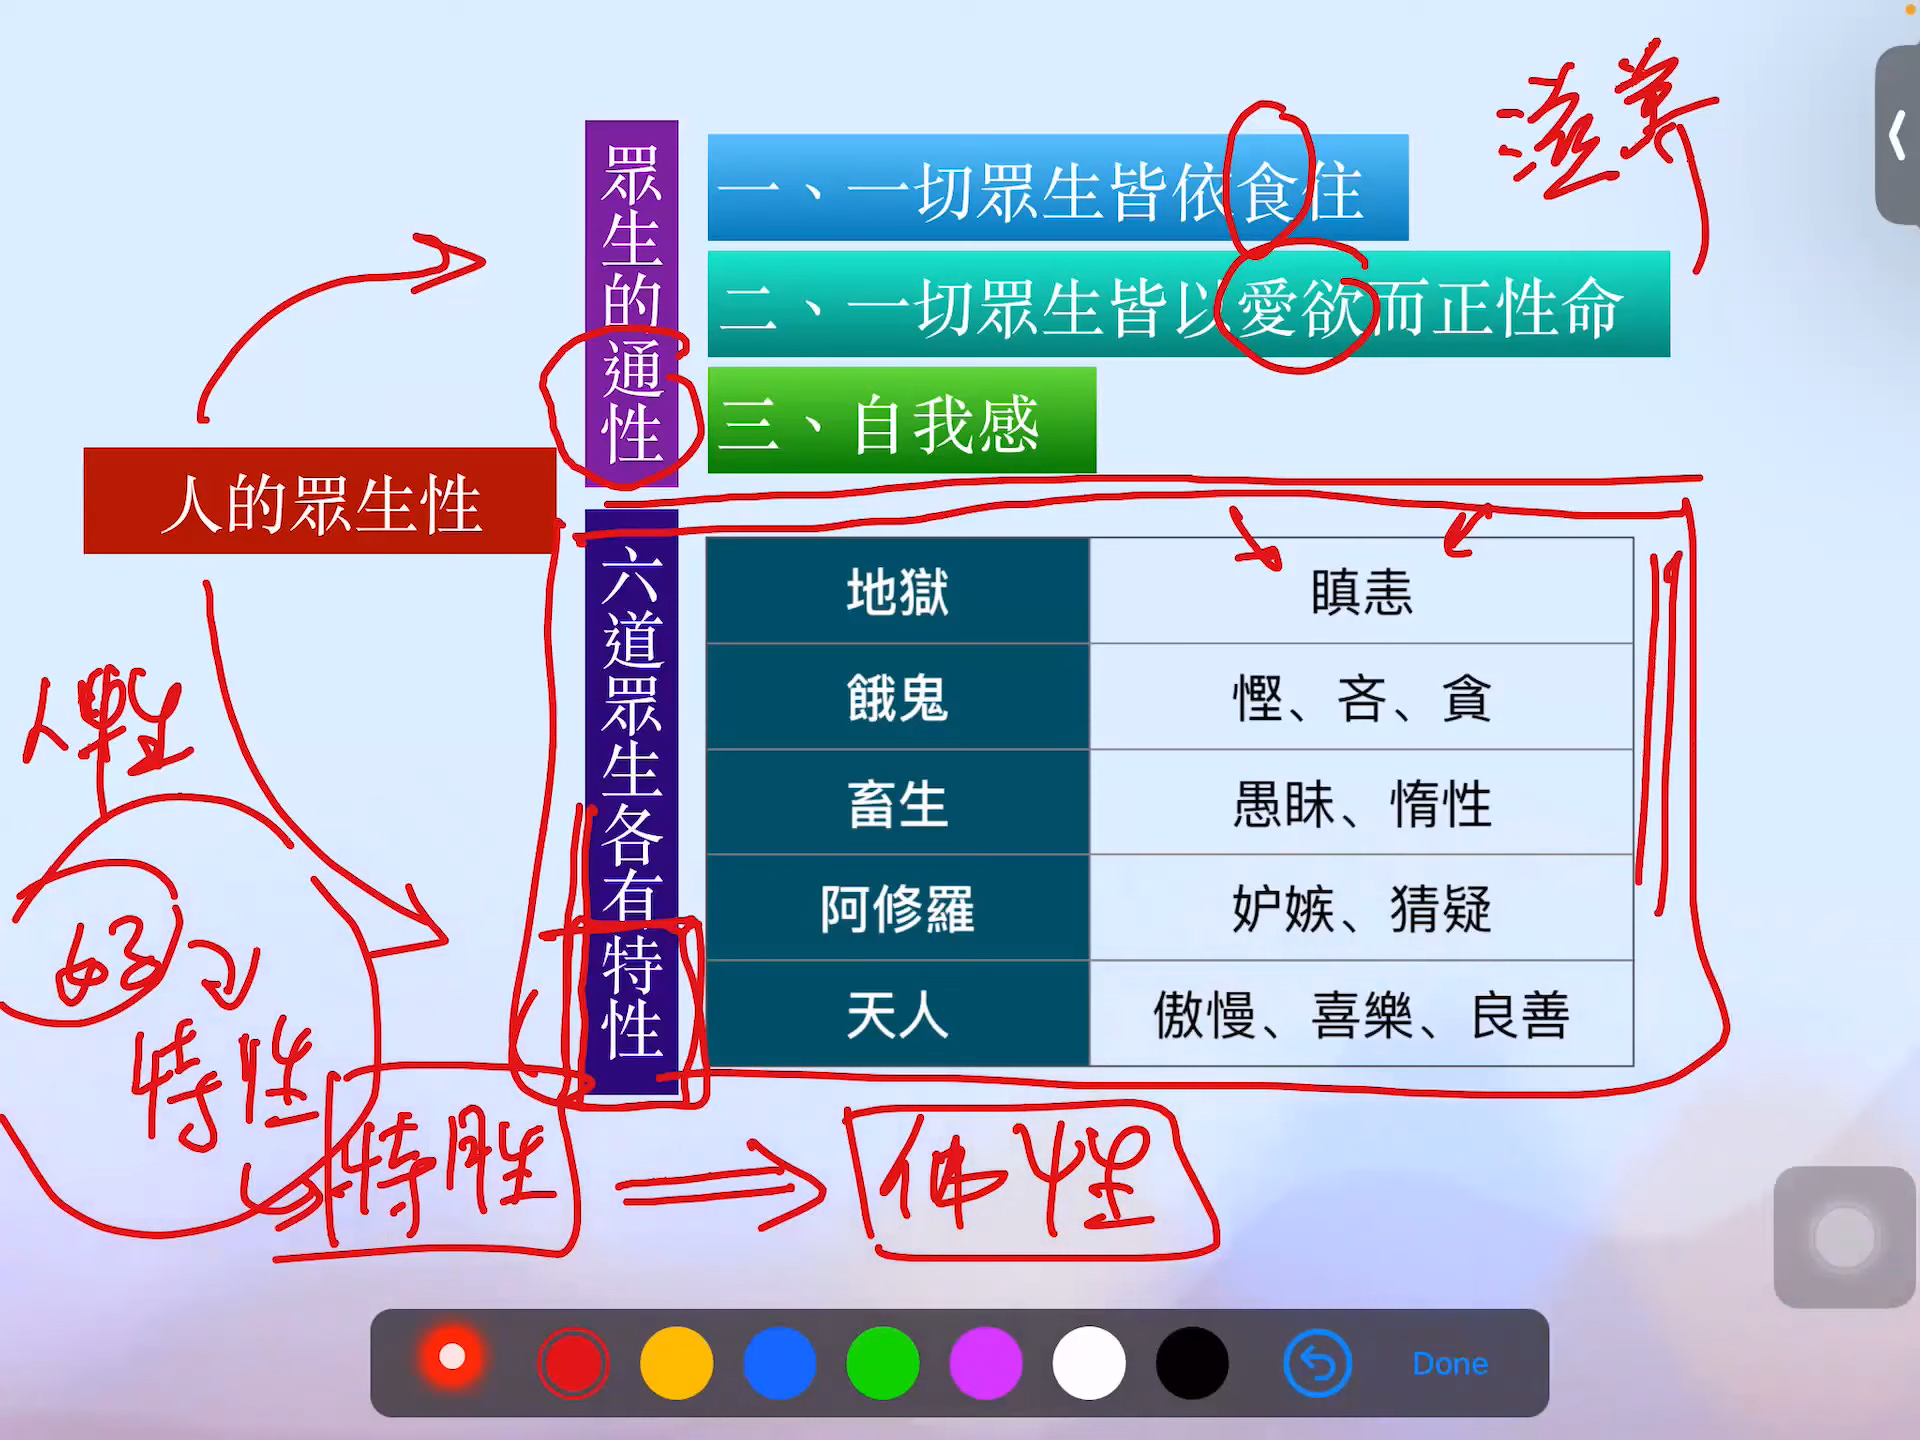 滋養
眾生的通性
一、一切眾生皆依食住
二、一切眾生皆以愛欲而正性命
三、自我感
人的眾生性
六道眾生各有特性
地獄 瞋恚
餓鬼 慳、吝、貪
畜生 愚昧、惰性
阿修羅 妒嫉、猜疑
天人 傲慢、喜樂、良善
人
好
特性
特勝
佛性
Done